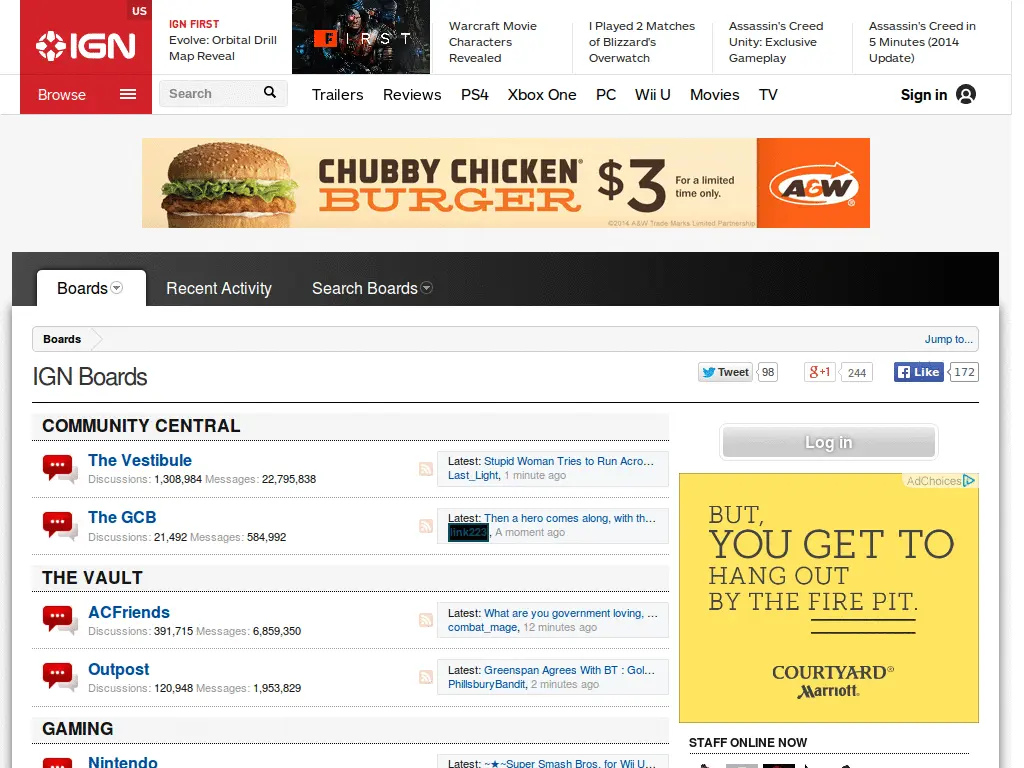 US
IGN
IGN FIRST
Evolve: Orbital Drill
Map Reveal
FIRST
Warcraft Movie
Characters
Revealed
I Played 2 Matches
of Blizzard's
Overwatch
Assassin's Creed
Unity: Exclusive
Gameplay
Assassin's Creed in
5 Minutes (2014
Update)
Browse
Search
Trailers
Reviews
PS4
Xbox One
PC
Wii U
Movies
TV
Sign in
CHUBBY CHICKEN®
BURGER
$3
For a limited
time only.
©2014 A&W Trade Marks Limited Partnership
A&W®
Boards
Recent Activity
Search Boards
Boards
Jump to...
IGN Boards
Tweet
98
g+1
244
Like
172
COMMUNITY CENTRAL
The Vestibule
Discussions: 1,308,984 Messages: 22,795,838
Latest: Stupid Woman Tries to Run Acro...
Last_Light, 1 minute ago
The GCB
Discussions: 21,492 Messages: 584,992
Latest: Then a hero comes along, with th...
link223, A moment ago
THE VAULT
ACFriends
Discussions: 391,715 Messages: 6,859,350
Latest: What are you government loving, ...
combat_mage, 12 minutes ago
Outpost
Discussions: 120,948 Messages: 1,953,829
Latest: Greenspan Agrees With BT : Gol...
PhillsburyBandit, 2 minutes ago
GAMING
Nintendo
Latest: ~★~Super Smash Bros. for Wii U...
Log in
AdChoices
BUT,
YOU GET TO
HANG OUT
BY THE FIRE PIT.
COURTYARD®
Marriott.
STAFF ONLINE NOW